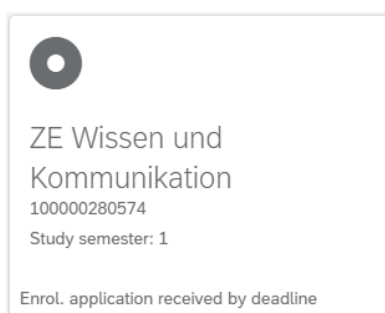 ZE Wissen und
Kommunikation
100000280574
Study semester: 1
Enrol. application received by deadline